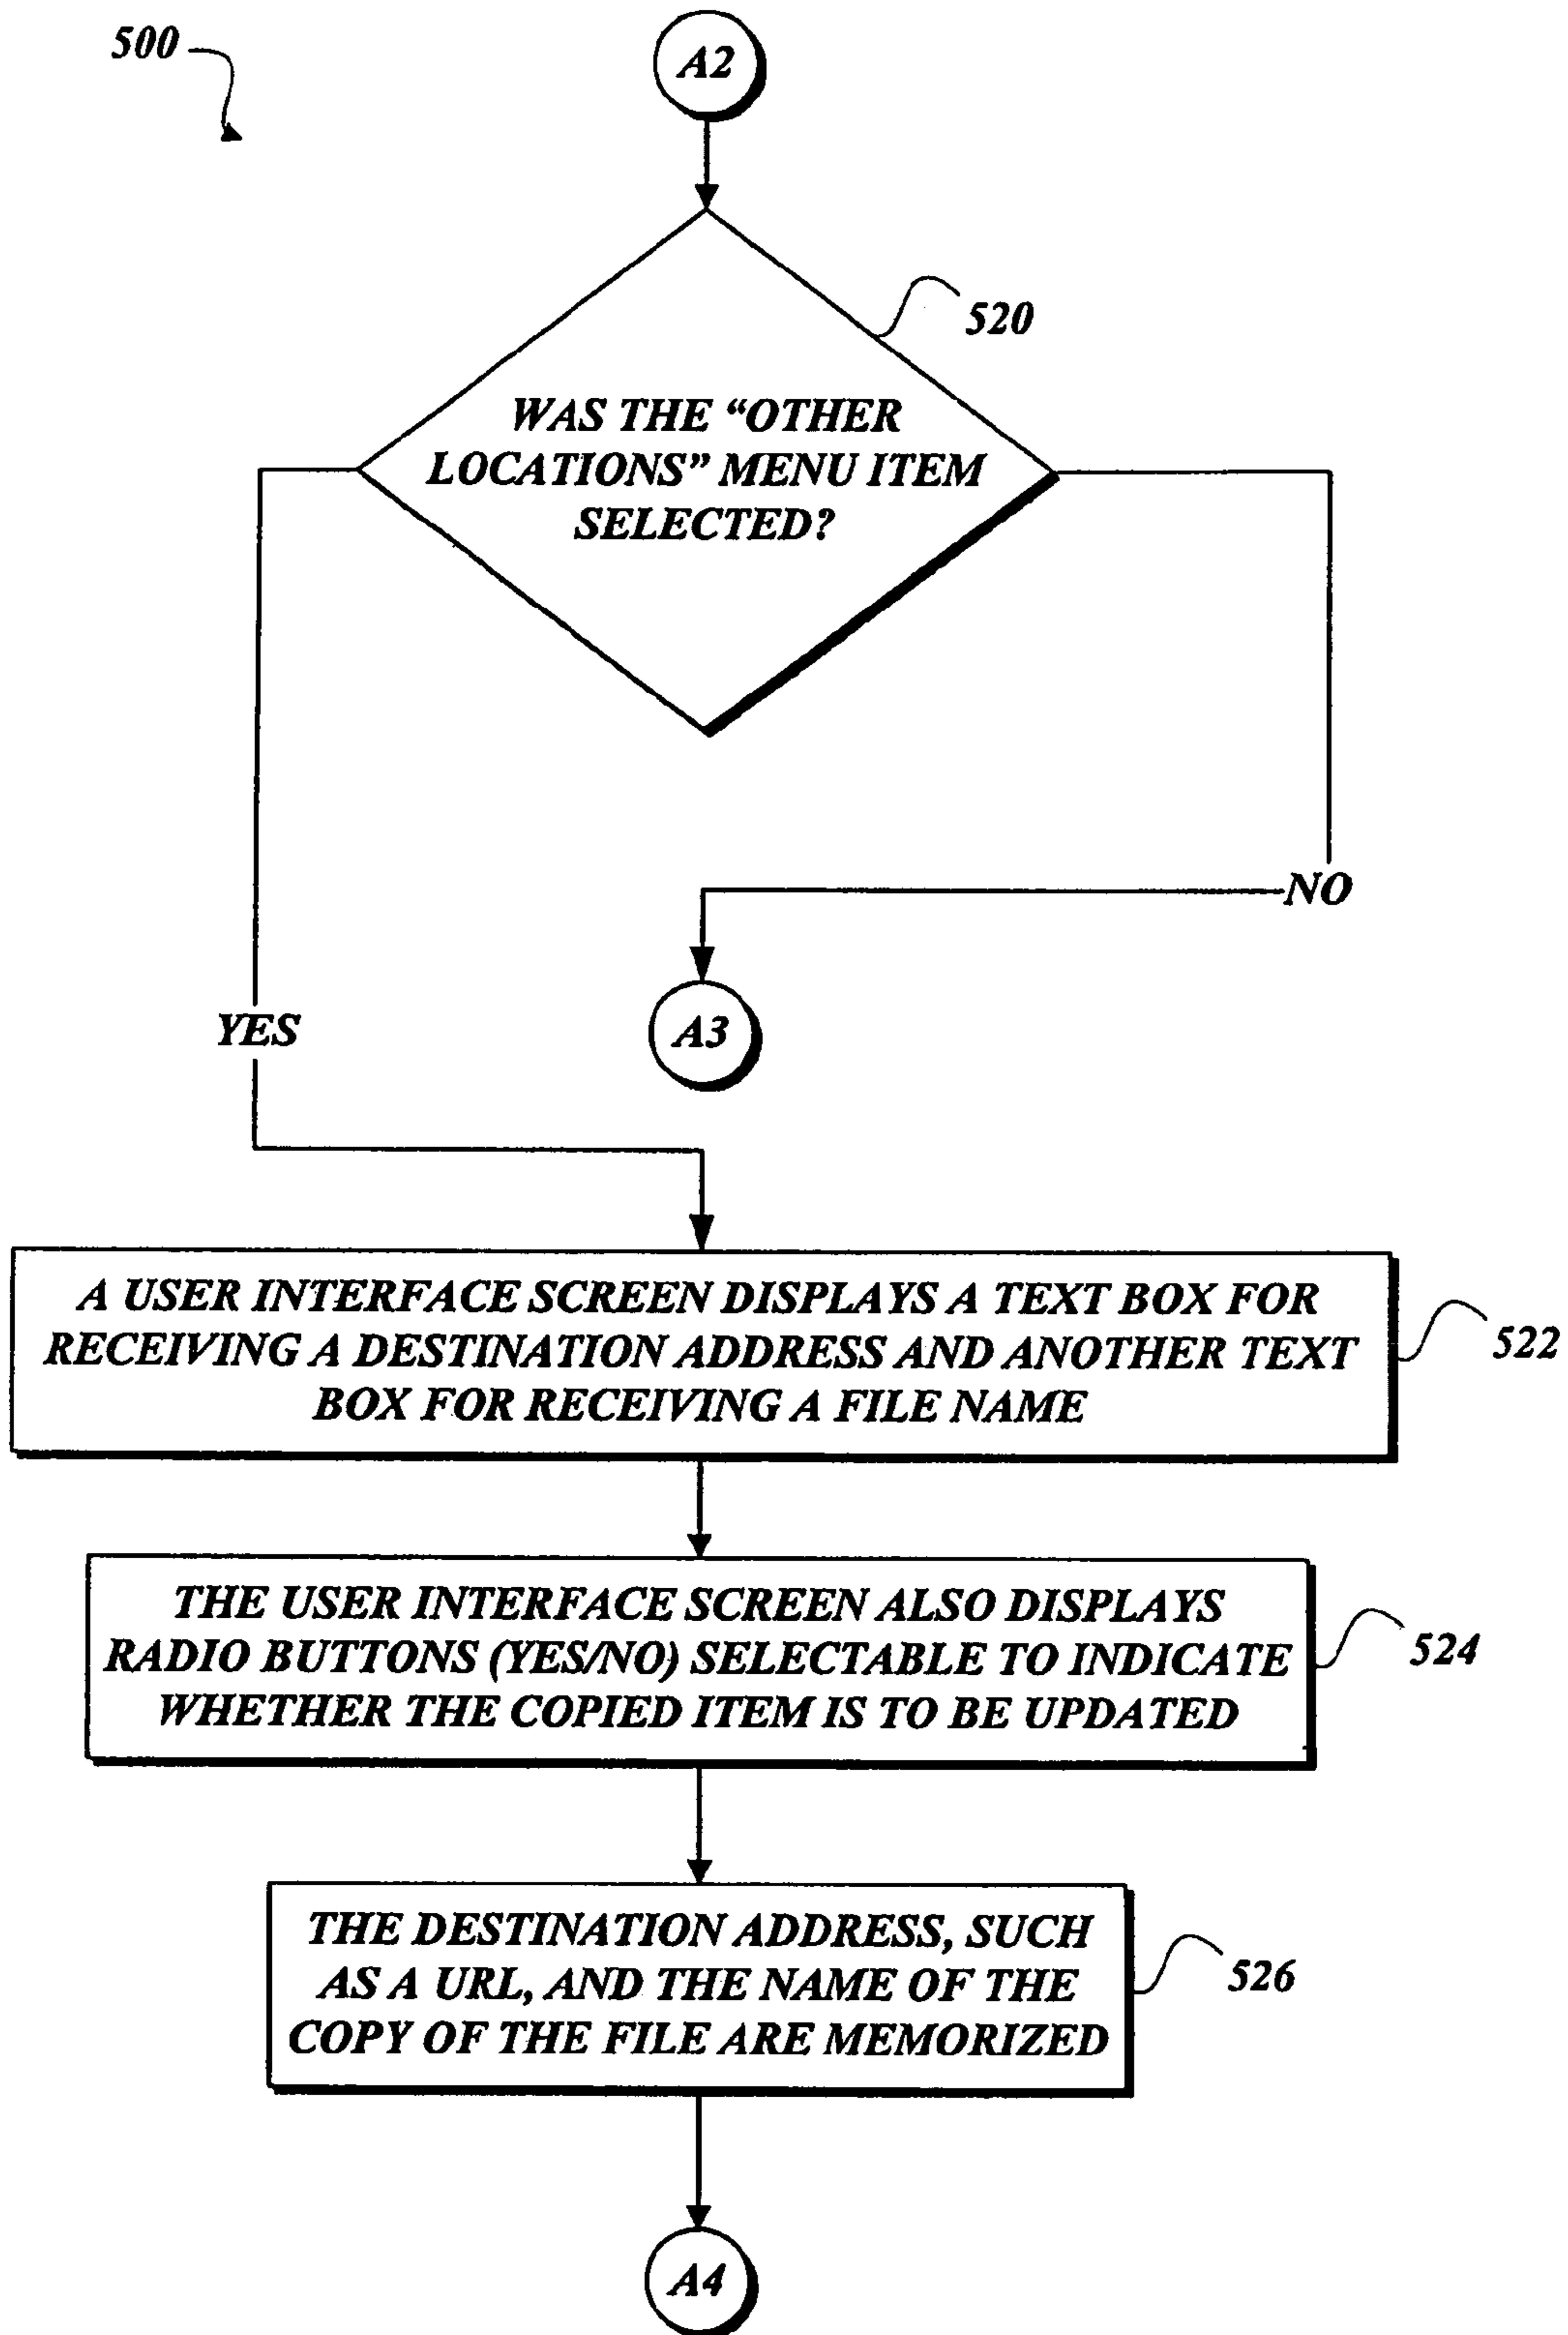 500
A2
520
WAS THE “OTHER
LOCATIONS” MENU ITEM
SELECTED?
NO
A3
YES
A USER INTERFACE SCREEN DISPLAYS A TEXT BOX FOR
RECEIVING A DESTINATION ADDRESS AND ANOTHER TEXT
BOX FOR RECEIVING A FILE NAME
522
THE USER INTERFACE SCREEN ALSO DISPLAYS
RADIO BUTTONS (YES/NO) SELECTABLE TO INDICATE
WHETHER THE COPIED ITEM IS TO BE UPDATED
524
THE DESTINATION ADDRESS, SUCH
AS A URL, AND THE NAME OF THE
COPY OF THE FILE ARE MEMORIZED
526
A4